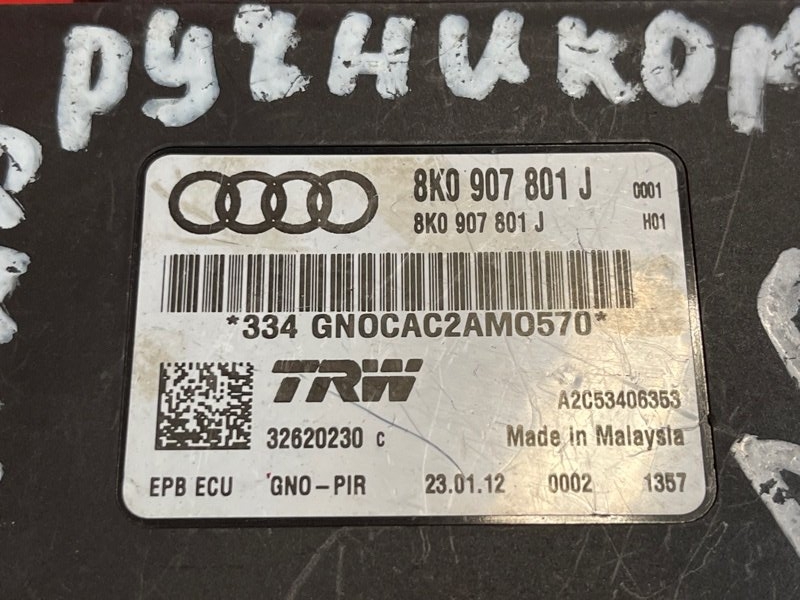 РУЧНИКОМ
8K0 907 801 J 0001
8K0 907 801 J H01
*334 GNOCAC2AM0570*
TRW
A2C53406353
32620230 C Made in Malaysia
EPB ECU GNO-PIR 23.01.12 0002 1357